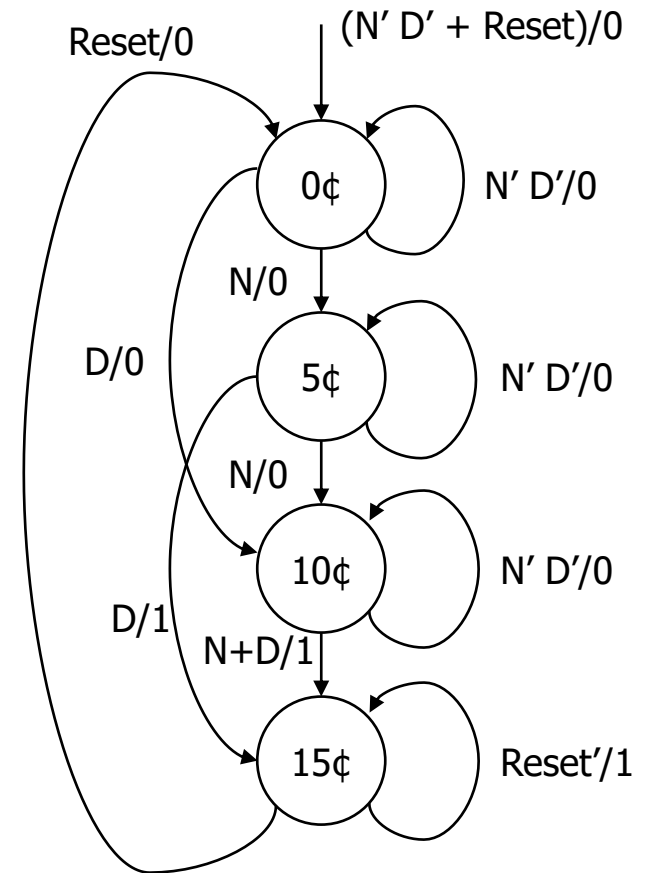 (N′ D′ + Reset)/0
Reset/0
0¢
N′ D′/0
N/0
D/0
5¢
N′ D′/0
N/0
10¢
N′ D′/0
D/1
N+D/1
15¢
Reset′/1